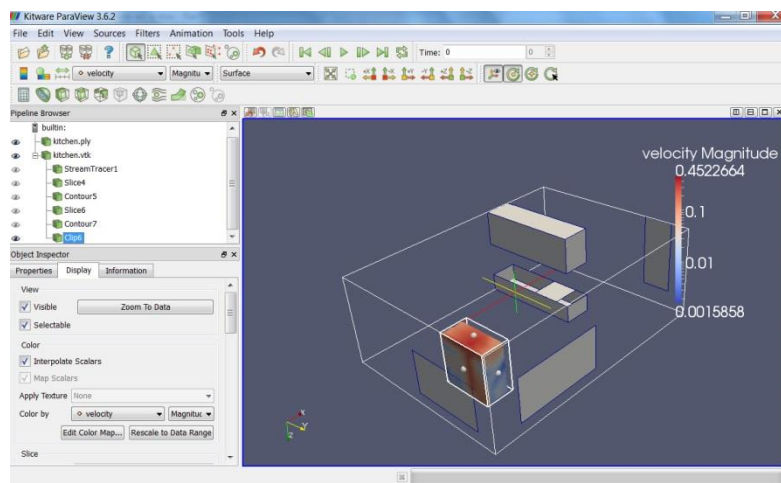 Kitware ParaView 3.6.2
File Edit View Sources Filters Animation Tools Help
Time: 0 0
velocity Magnitu Surface
Pipeline Browser
builtin:
kitchen.ply
kitchen.vtk
StreamTracer1
Slice4
Contour5
Slice6
Contour7
Clip6
Object Inspector
Properties Display Information
View
Visible Zoom To Data
Selectable
Color
Interpolate Scalars
Map Scalars
Apply Texture None
Color by velocity Magnituc
Edit Color Map... Rescale to Data Range
Slice
velocity Magnitude
0.4522664
0.1
0.01
0.0015858
X
Y
Z